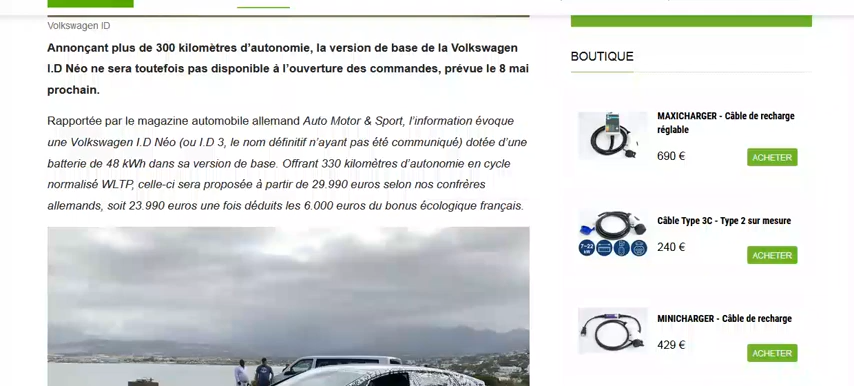 Volkswagen ID
Annonçant plus de 300 kilomètres d’autonomie, la version de base de la Volkswagen
I.D Néo ne sera toutefois pas disponible à l’ouverture des commandes, prévue le 8 mai
prochain.
Rapportée par le magazine automobile allemand Auto Motor & Sport, l’information évoque
une Volkswagen I.D Néo (ou I.D 3, le nom définitif n’ayant pas été communiqué) dotée d’une
batterie de 48 kWh dans sa version de base. Offrant 330 kilomètres d’autonomie en cycle
normalisé WLTP, celle-ci sera proposée à partir de 29.990 euros selon nos confrères
allemands, soit 23.990 euros une fois déduits les 6.000 euros du bonus écologique français.
BOUTIQUE
MAXICHARGER - Câble de recharge
réglable
690 €
ACHETER
Câble Type 3C - Type 2 sur mesure
7-22
240 €
ACHETER
MINICHARGER - Câble de recharge
429 €
ACHETER